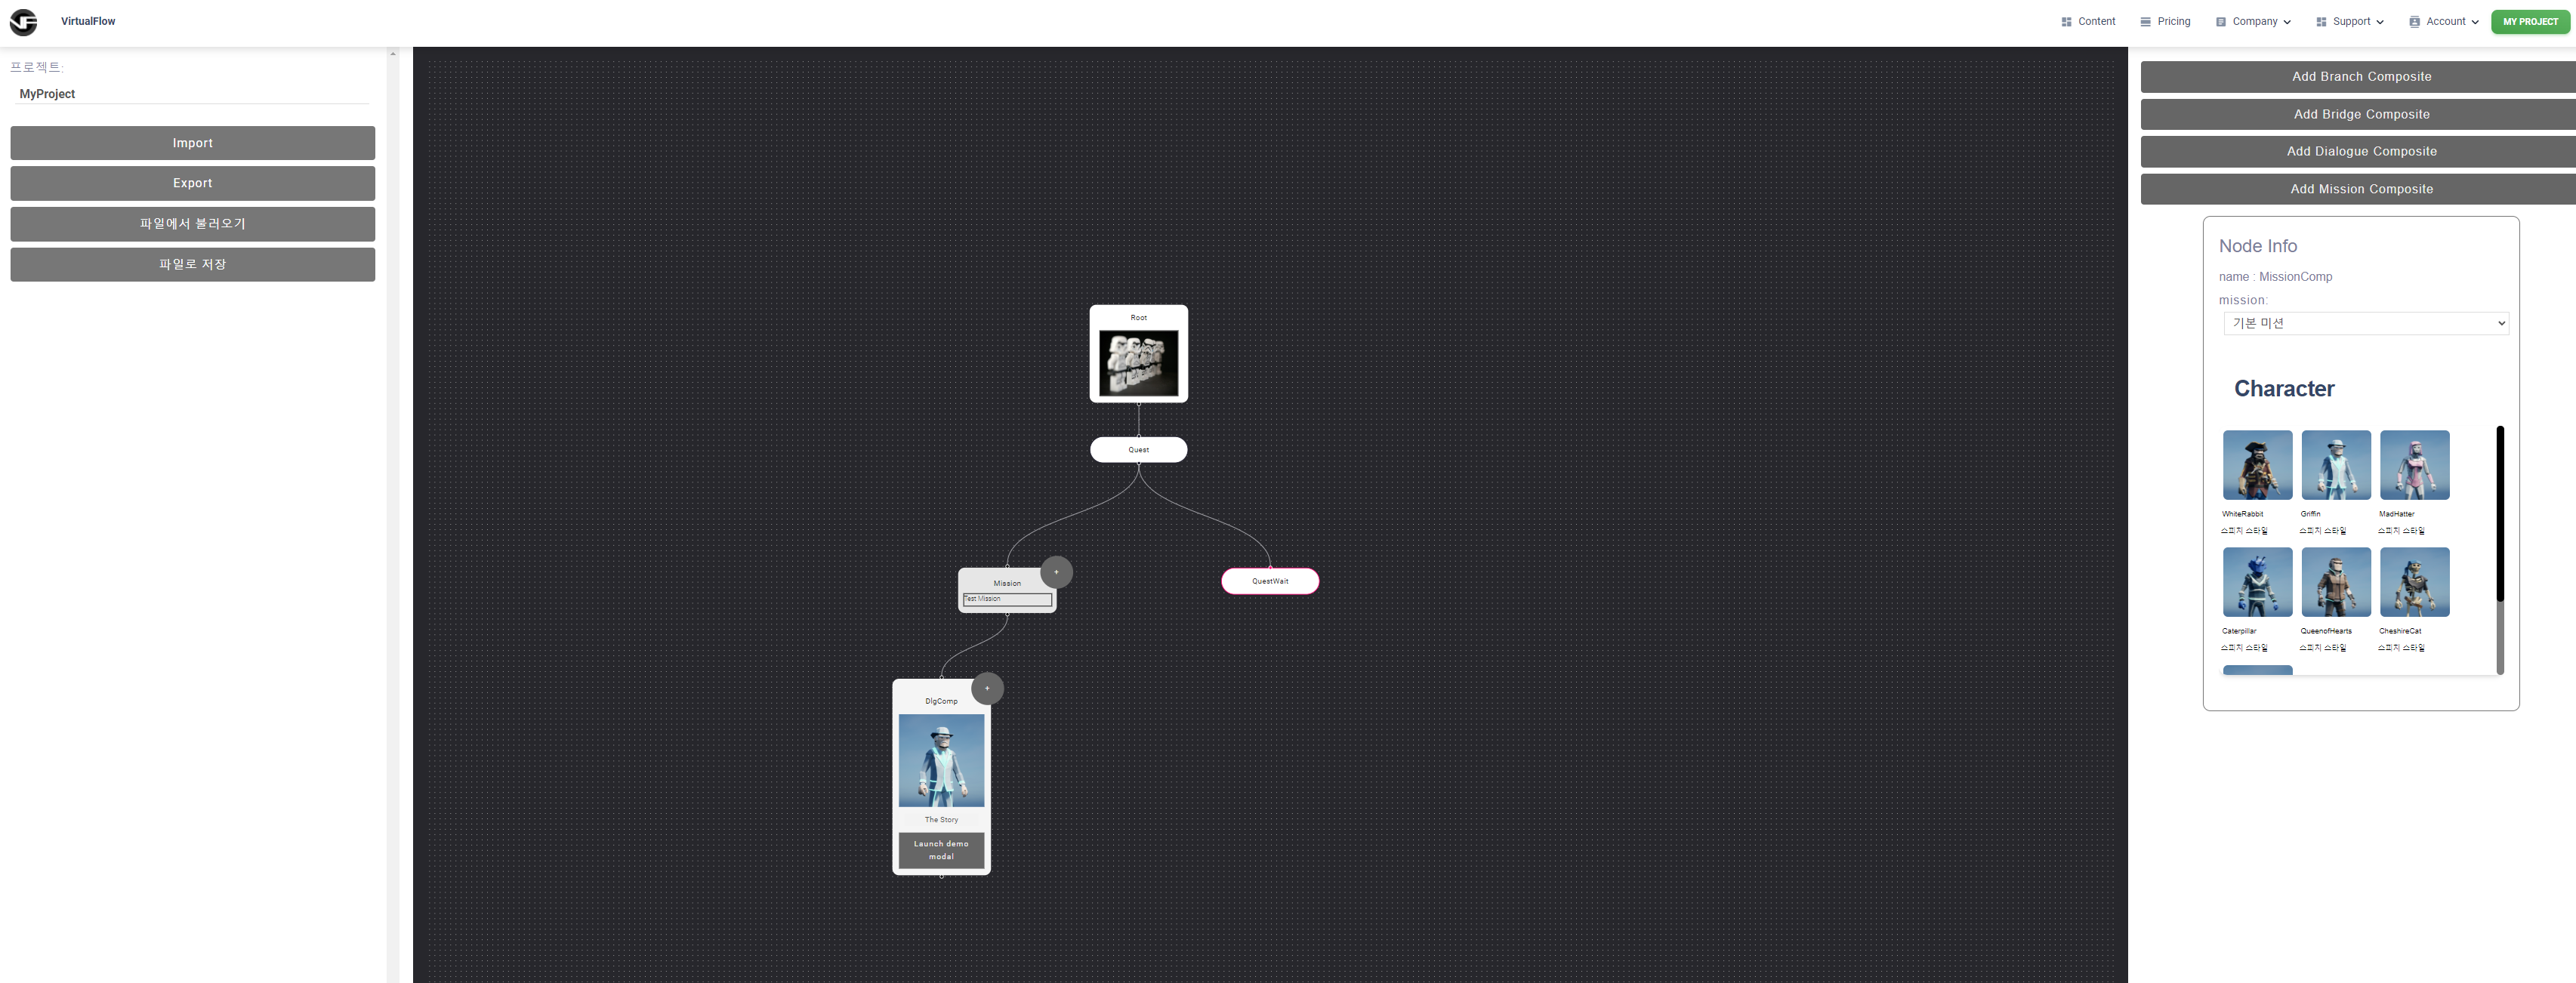 VF
VirtualFlow
Content
Pricing
Company
Support
Account
MY PROJECT
프로젝트:
MyProject
Import
Export
파일에서 불러오기
파일로 저장
Root
Quest
Mission
+
Test Mission
QuestWait
DlgComp
+
The Story
Launch demo
modal
Add Branch Composite
Add Bridge Composite
Add Dialogue Composite
Add Mission Composite
Node Info
name : MissionComp
mission:
기본 미션
Character
WhiteRabbit
Griffin
MadHatter
스피치 스타일
스피치 스타일
스피치 스타일
Caterpillar
QueenofHearts
CheshireCat
스피치 스타일
스피치 스타일
스피치 스타일